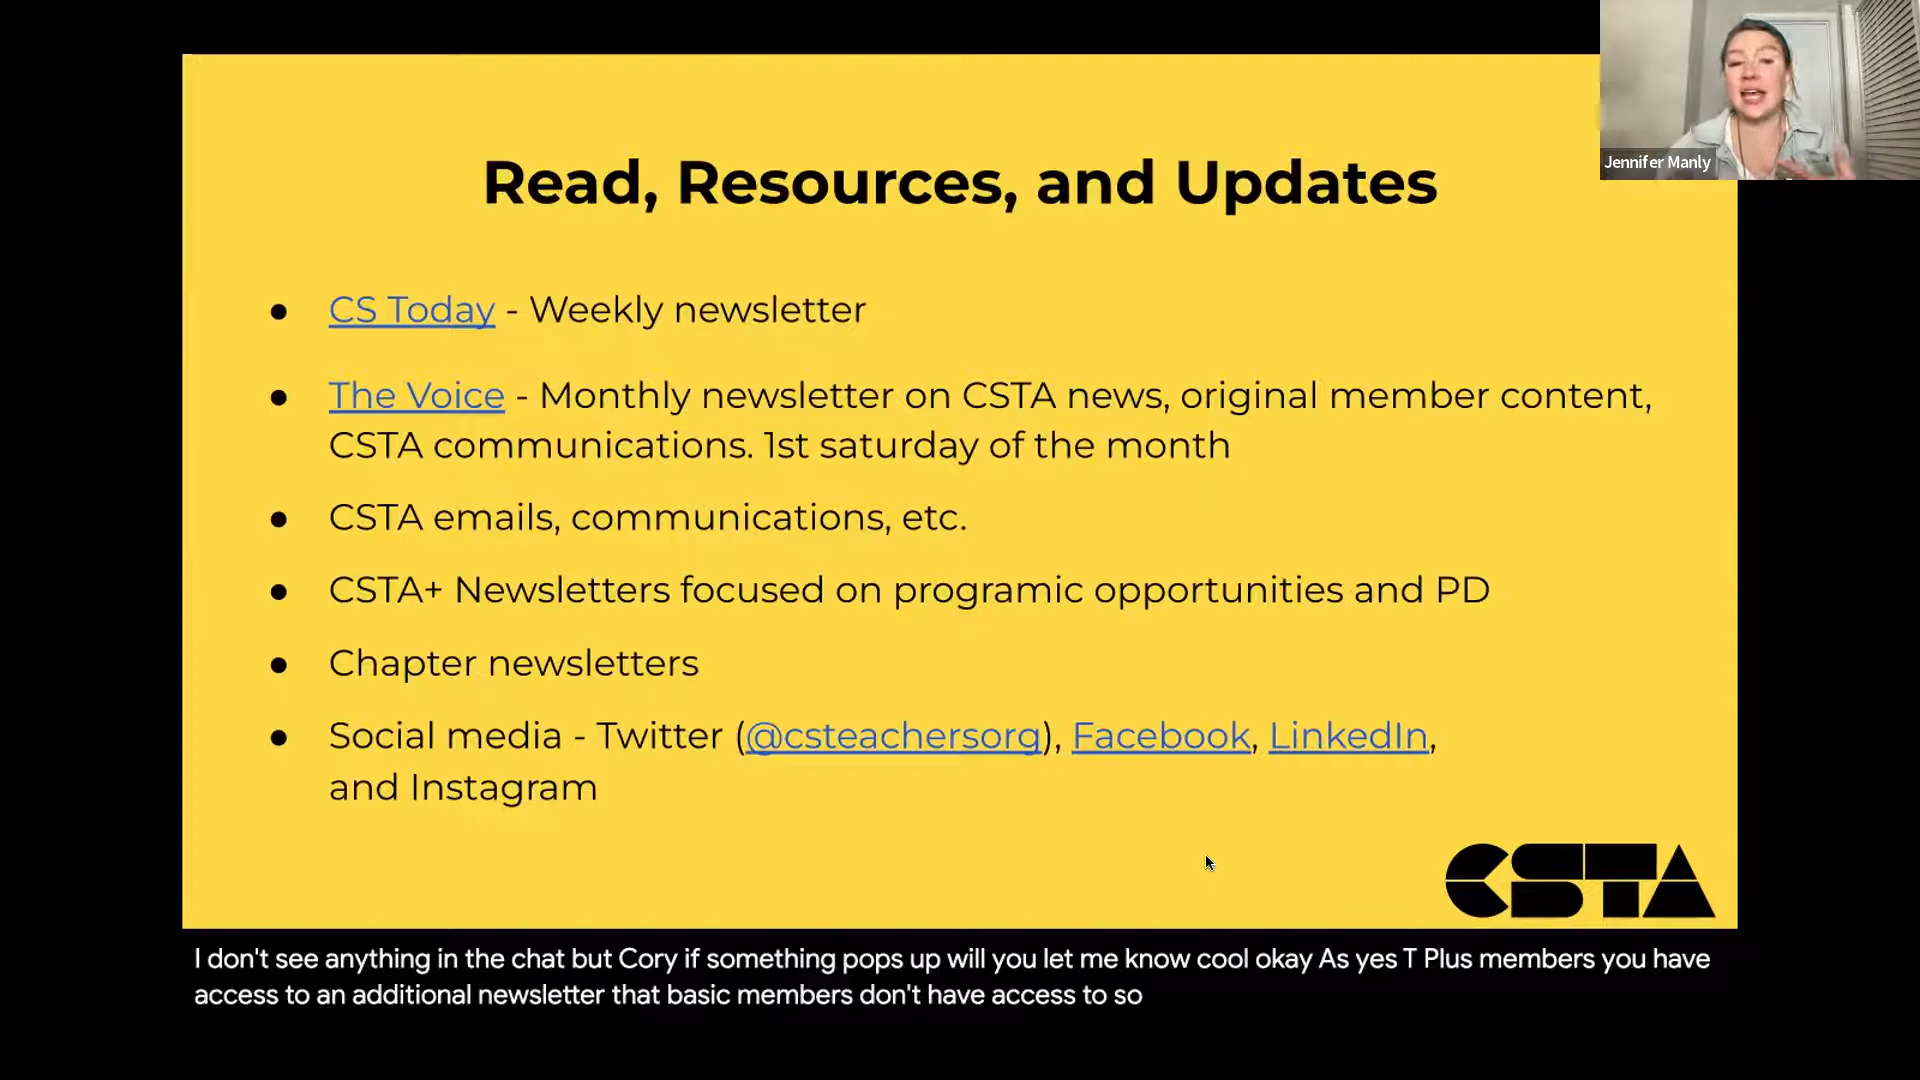 Jennifer Manly
Read, Resources, and Updates
● CS Today - Weekly newsletter
● The Voice - Monthly newsletter on CSTA news, original member content,
CSTA communications. 1st saturday of the month
● CSTA emails, communications, etc.
● CSTA+ Newsletters focused on programic opportunities and PD
● Chapter newsletters
● Social media - Twitter (@csteachersorg), Facebook, LinkedIn,
and Instagram
CSTA
I don't see anything in the chat but Cory if something pops up will you let me know cool okay As yes T Plus members you have
access to an additional newsletter that basic members don't have access to so